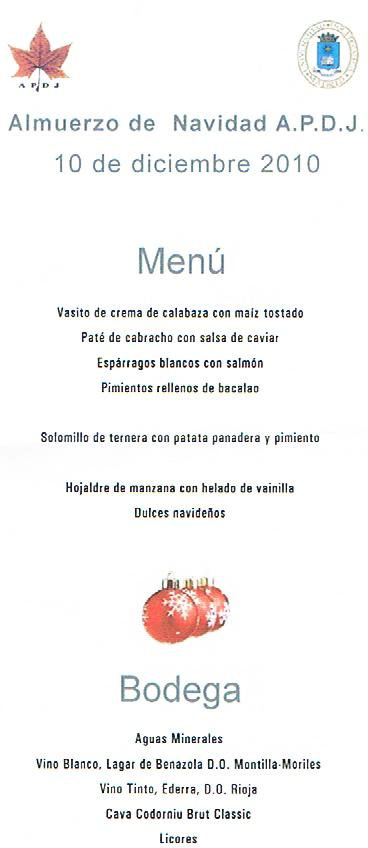 A P D J
Almuerzo de Navidad A.P.D.J.
10 de diciembre 2010
Menú
Vasito de crema de calabaza con maíz tostado
Paté de cabracho con salsa de caviar
Espárragos blancos con salmón
Pimientos rellenos de bacalao
Solomillo de ternera con patata panadera y pimiento
Hojaldre de manzana con helado de vainilla
Dulces navideños
Bodega
Aguas Minerales
Vino Blanco, Lagar de Benazola D.O. Montilla-Moriles
Vino Tinto, Ederra, D.O. Rioja
Cava Codorniu Brut Classic
Licores